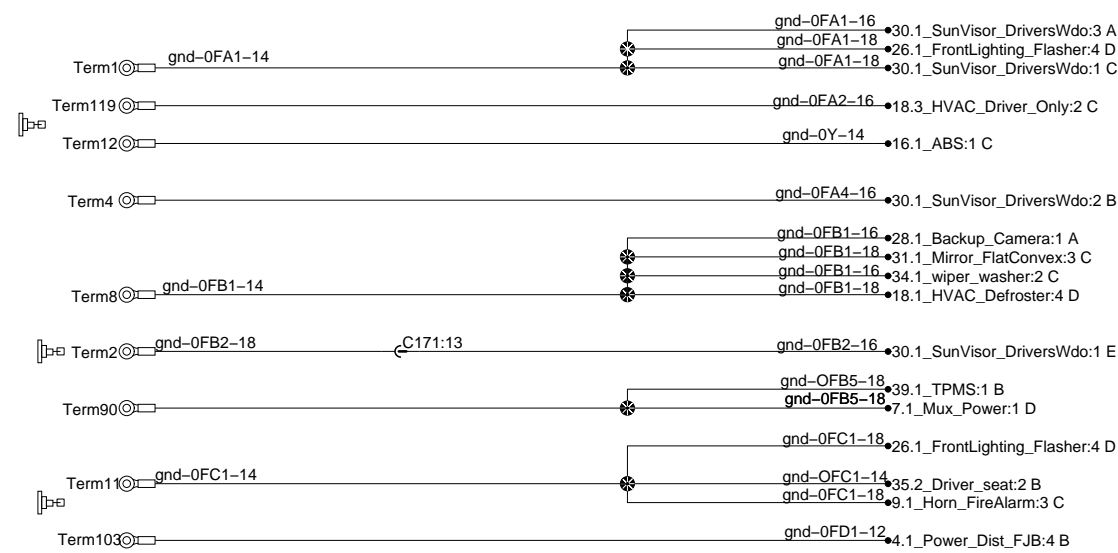 gnd-0FA1-16
30.1_SunVisor_DriversWdo:3 A
gnd-0FA1-18
26.1_FrontLighting_Flasher:4 D
Term1 gnd-0FA1-14
gnd-0FA1-18
30.1_SunVisor_DriversWdo:1 C
Term119
gnd-0FA2-16
18.3_HVAC_Driver_Only:2 C
Term12
gnd-0Y-14
16.1_ABS:1 C
Term4
gnd-0FA4-16
30.1_SunVisor_DriversWdo:2 B
gnd-0FB1-16
28.1_Backup_Camera:1 A
gnd-0FB1-18
31.1_Mirror_FlatConvex:3 C
gnd-0FB1-16
34.1_wiper_washer:2 C
Term8 gnd-0FB1-14
gnd-0FB1-18
18.1_HVAC_Defroster:4 D
Term2 gnd-0FB2-18
C171:13
gnd-0FB2-16
30.1_SunVisor_DriversWdo:1 E
gnd-OFB5-18
39.1_TPMS:1 B
Term90
gnd-0FB5-18
7.1_Mux_Power:1 D
gnd-0FC1-18
26.1_FrontLighting_Flasher:4 D
Term11 gnd-0FC1-14
gnd-OFC1-14
35.2_Driver_seat:2 B
gnd-0FC1-18
9.1_Horn_FireAlarm:3 C
Term103
gnd-0FD1-12
4.1_Power_Dist_FJB:4 B